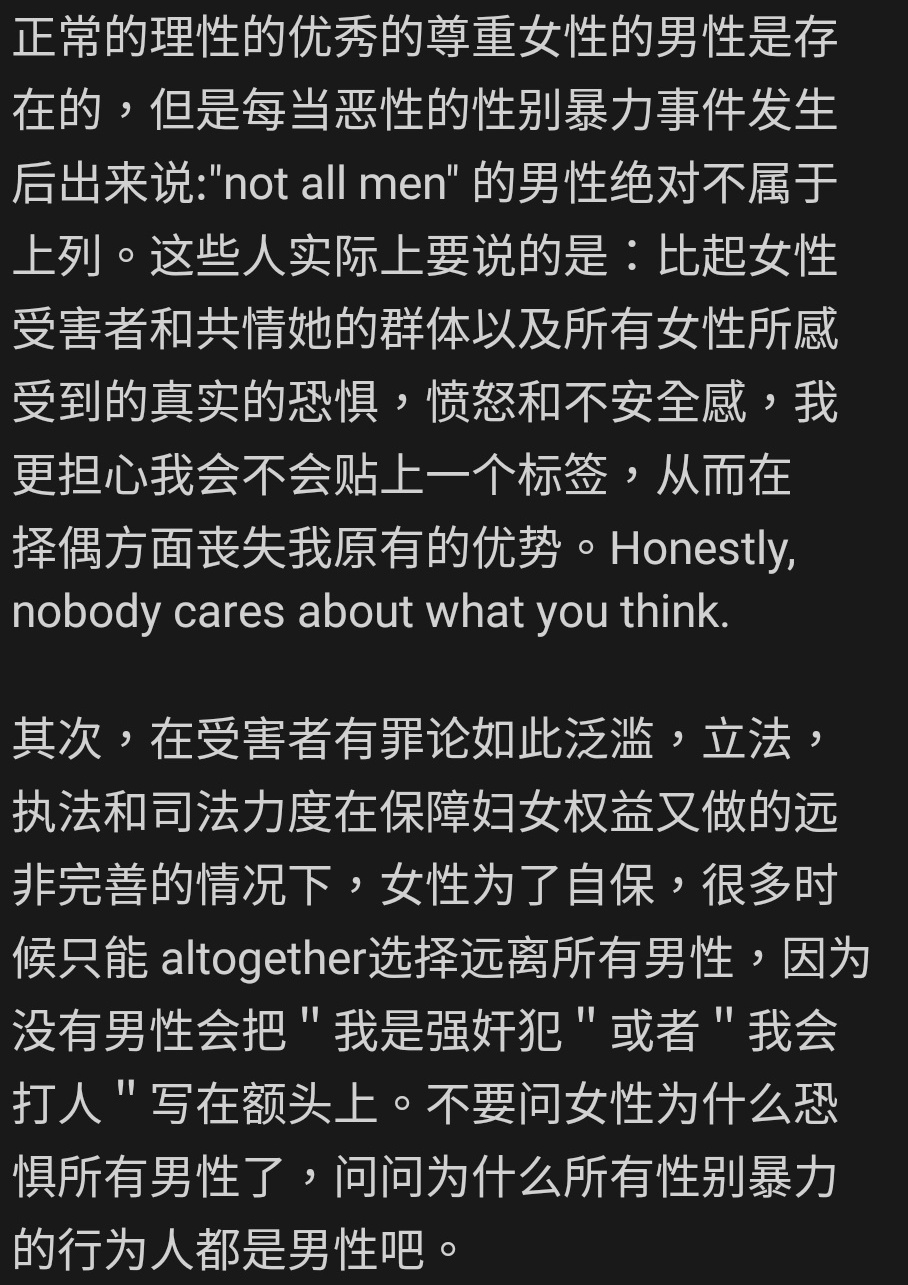 正常的理性的优秀的尊重女性的男性是存
在的，但是每当恶性的性别暴力事件发生
后出来说:"not all men" 的男性绝对不属于
上列。这些人实际上要说的是：比起女性
受害者和共情她的群体以及所有女性所感
受到的真实的恐惧，愤怒和不安全感，我
更担心我会不会贴上一个标签，从而在
择偶方面丧失我原有的优势。Honestly,
nobody cares about what you think.
其次，在受害者有罪论如此泛滥，立法，
执法和司法力度在保障妇女权益又做的远
非完善的情况下，女性为了自保，很多时
候只能 altogether选择远离所有男性，因为
没有男性会把＂我是强奸犯＂或者＂我会
打人＂写在额头上。不要问女性为什么恐
惧所有男性了，问问为什么所有性别暴力
的行为人都是男性吧。